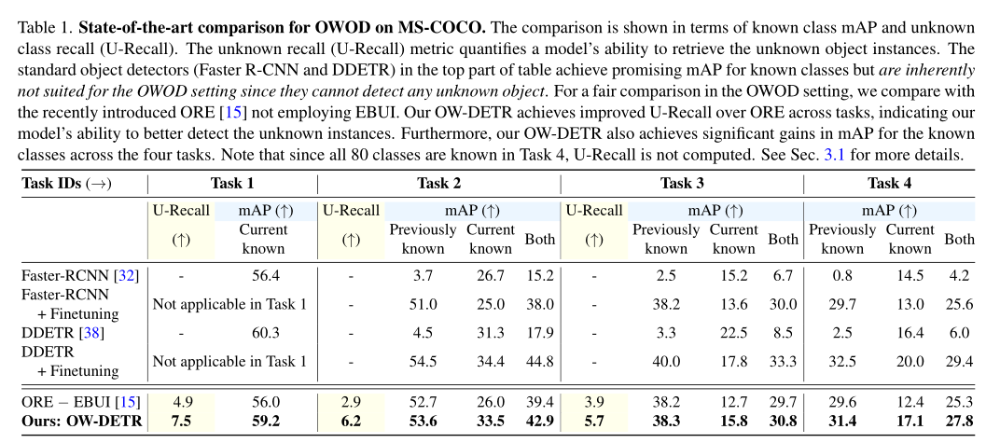 Table 1. State-of-the-art comparison for OWOD on MS-COCO. The comparison is shown in terms of known class mAP and unknown
class recall (U-Recall). The unknown recall (U-Recall) metric quantifies a model's ability to retrieve the unknown object instances. The
standard object detectors (Faster R-CNN and DDETR) in the top part of table achieve promising mAP for known classes but are inherently
not suited for the OWOD setting since they cannot detect any unknown object. For a fair comparison in the OWOD setting, we compare with
the recently introduced ORE [15] not employing EBUI. Our OW-DETR achieves improved U-Recall over ORE across tasks, indicating our
model's ability to better detect the unknown instances. Furthermore, our OW-DETR also achieves significant gains in mAP for the known
classes across the four tasks. Note that since all 80 classes are known in Task 4, U-Recall is not computed. See Sec. 3.1 for more details.
Task IDs (→) Task 1 Task 2 Task 3 Task 4
U-Recall mAP (↑) U-Recall mAP (↑) U-Recall mAP (↑) mAP (↑)
(↑) Current known (↑) Previously known Current known Both (↑) Previously known Current known Both Previously known Current known Both
Faster-RCNN [32] - 56.4 - 3.7 26.7 15.2 - 2.5 15.2 6.7 0.8 14.5 4.2
Faster-RCNN
+ Finetuning Not applicable in Task 1 - 51.0 25.0 38.0 - 38.2 13.6 30.0 29.7 13.0 25.6
DDETR [38] - 60.3 - 4.5 31.3 17.9 - 3.3 22.5 8.5 2.5 16.4 6.0
DDETR
+ Finetuning Not applicable in Task 1 - 54.5 34.4 44.8 - 40.0 17.8 33.3 32.5 20.0 29.4
ORE − EBUI [15] 4.9 56.0 2.9 52.7 26.0 39.4 3.9 38.2 12.7 29.7 29.6 12.4 25.3
Ours: OW-DETR 7.5 59.2 6.2 53.6 33.5 42.9 5.7 38.3 15.8 30.8 31.4 17.1 27.8